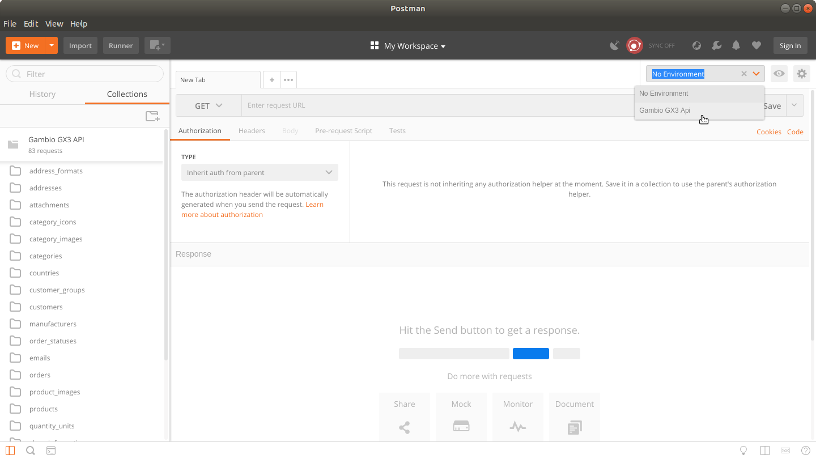 Postman
File Edit View Help
New Import Runner My Workspace SYNC OFF Sign In
Filter
History Collections
Gambio GX3 API
83 requests
address_formats
addresses
attachments
category_icons
category_images
categories
countries
customer_groups
customers
manufacturers
order_statuses
emails
orders
product_images
products
quantity_units
New Tab
No Environment
No Environment
Gambio GX3 Api
GET Enter request URL Save
Authorization Headers Body Pre-request Script Tests Cookies Code
TYPE
Inherit auth from parent
The authorization header will be automatically
generated when you send the request. Learn
more about authorization
This request is not inheriting any authorization helper at the moment. Save it in a collection to use the parent's authorization
helper.
Response
Hit the Send button to get a response.
Do more with requests
Share Mock Monitor Document